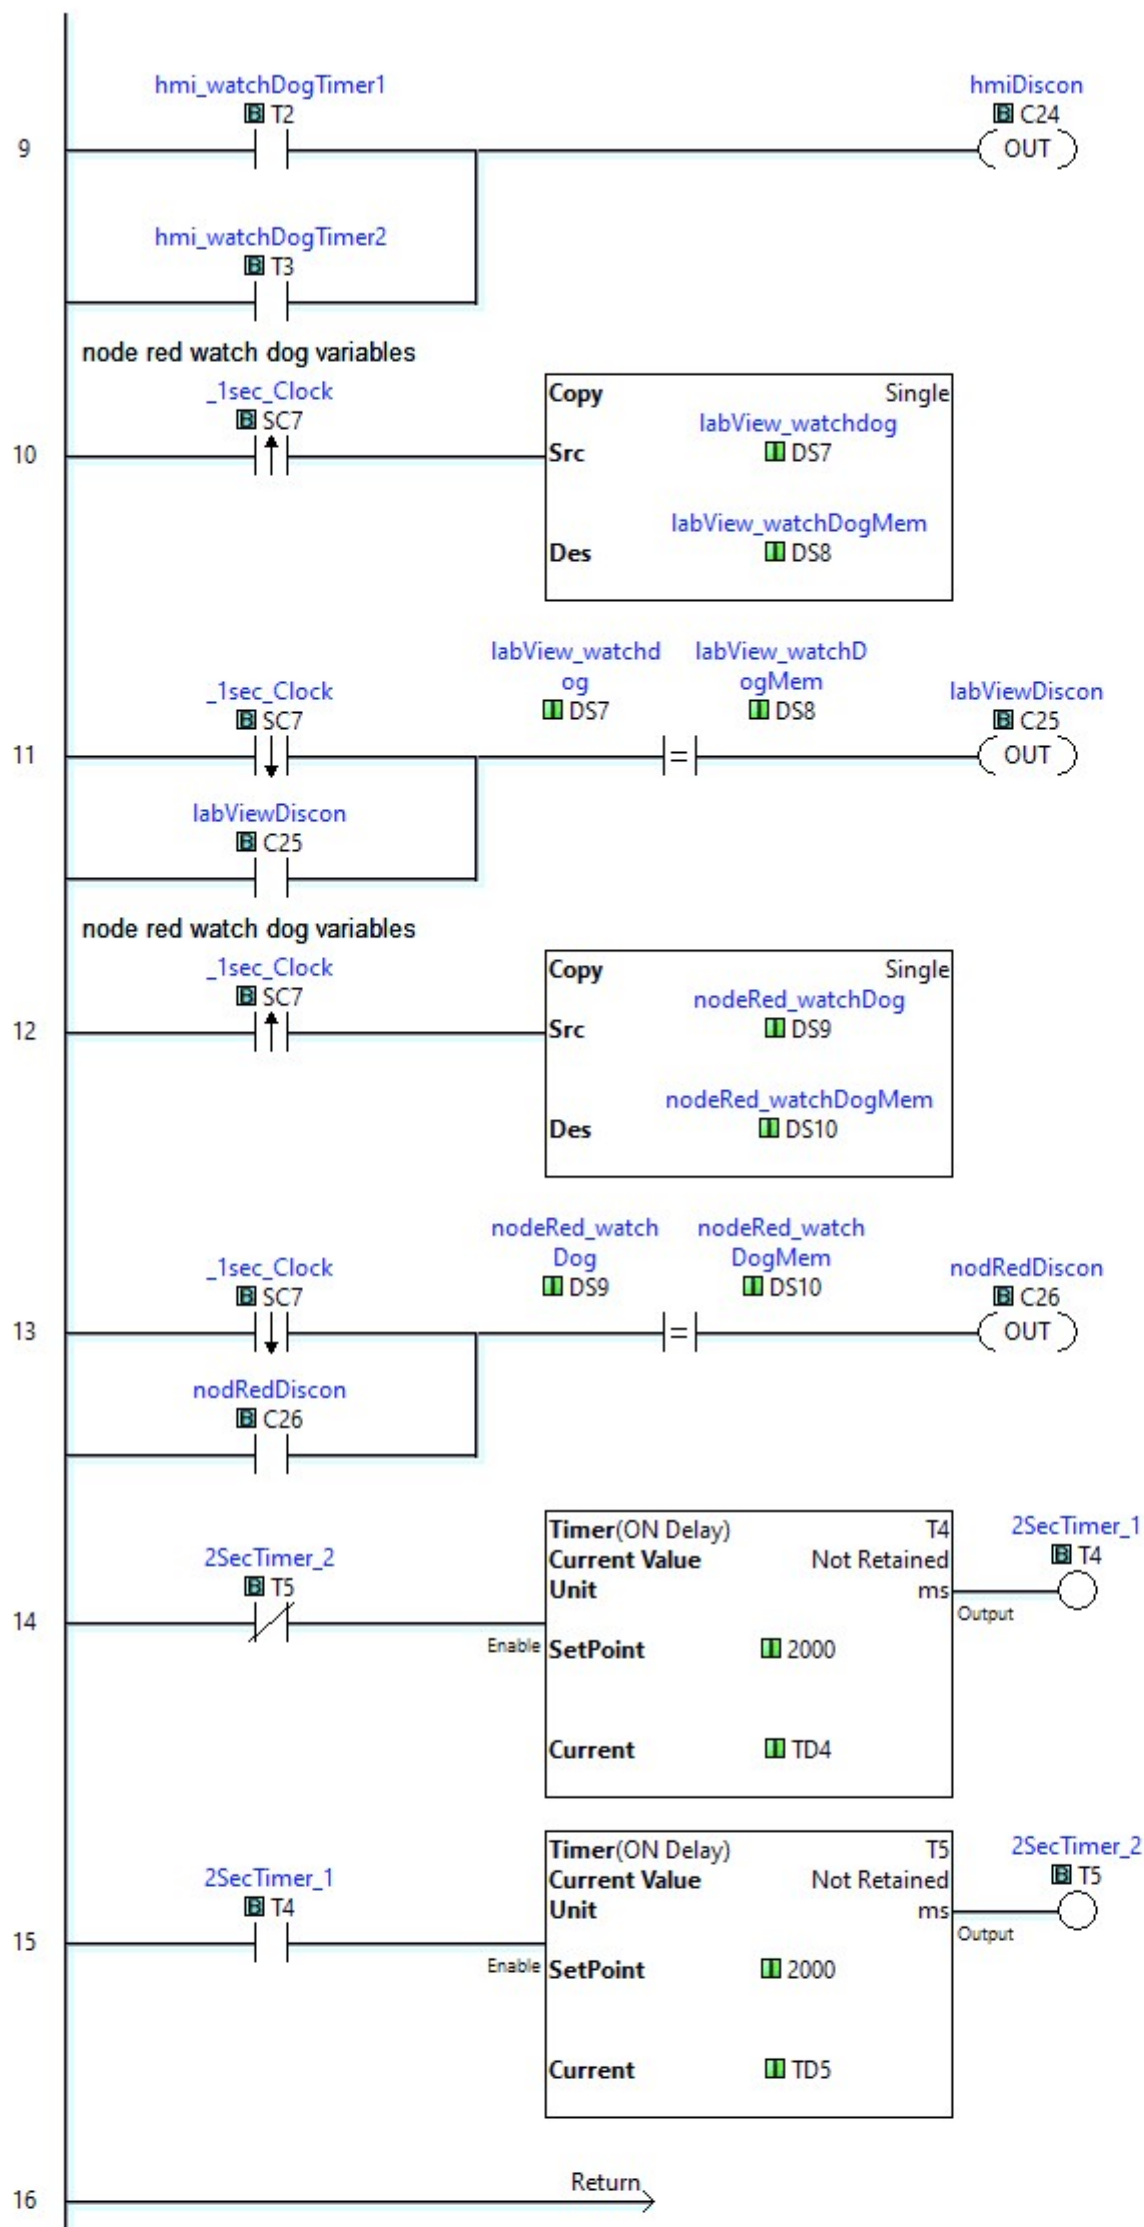 hmi_watchDogTimer1
hmiDiscon
B T2
B C24
9
OUT
hmi_watchDogTimer2
B T3
node red watch dog variables
_1sec_Clock
B SC7
10
Copy Single
labView_watchdog
Src DS7
labView_watchDogMem
Des DS8
labView_watchd
og
labView_watchD
ogMem
_1sec_Clock
labViewDiscon
B SC7
DS7
DS8
B C25
11
=
OUT
labViewDiscon
B C25
node red watch dog variables
_1sec_Clock
B SC7
12
Copy Single
nodeRed_watchDog
Src DS9
nodeRed_watchDogMem
Des DS10
nodeRed_watch
Dog
nodeRed_watch
DogMem
_1sec_Clock
nodRedDiscon
B SC7
DS9
DS10
B C26
13
=
OUT
nodRedDiscon
B C26
2SecTimer_2
B T5
14
Enable
Timer(ON Delay) T4
Current Value Not Retained
Unit ms
SetPoint 2000
Current TD4
2SecTimer_1
B T4
Output
2SecTimer_1
B T4
15
Enable
Timer(ON Delay) T5
Current Value Not Retained
Unit ms
SetPoint 2000
Current TD5
2SecTimer_2
B T5
Output
16
Return